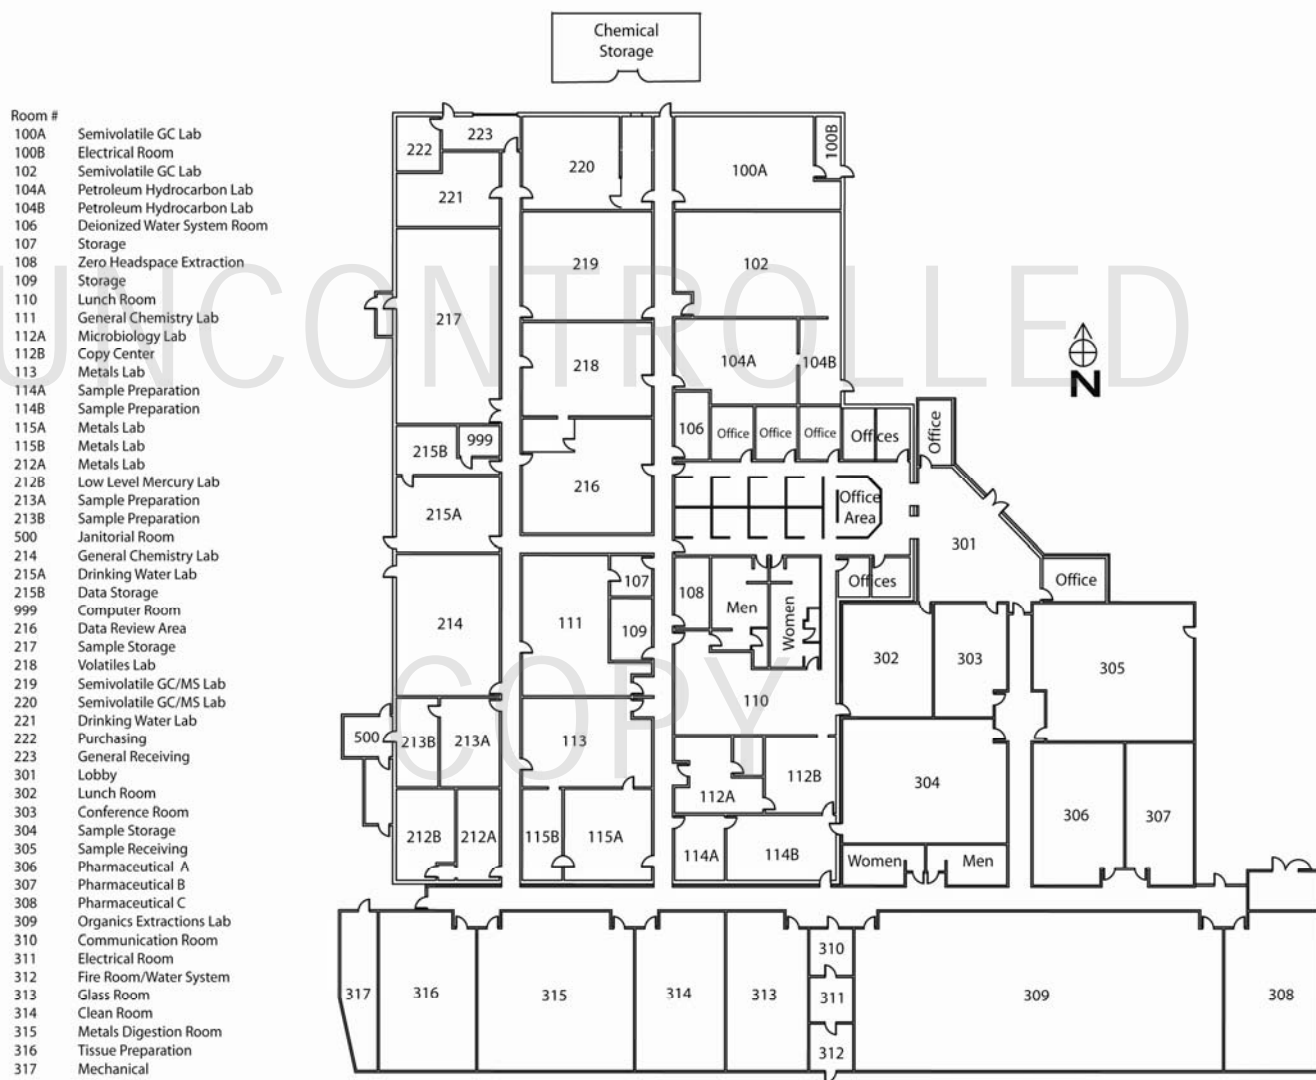 Chemical
Storage
Room #
100A Semivolatile GC Lab
100B Electrical Room
102 Semivolatile GC Lab
104A Petroleum Hydrocarbon Lab
104B Petroleum Hydrocarbon Lab
106 Deionized Water System Room
107 Storage
108 Zero Headspace Extraction
109 Storage
110 Lunch Room
111 General Chemistry Lab
112A Microbiology Lab
112B Copy Center
113 Metals Lab
114A Sample Preparation
114B Sample Preparation
115A Metals Lab
115B Metals Lab
212A Metals Lab
212B Low Level Mercury Lab
213A Sample Preparation
213B Sample Preparation
500 Janitorial Room
214 General Chemistry Lab
215A Drinking Water Lab
215B Data Storage
999 Computer Room
216 Data Review Area
217 Sample Storage
218 Volatiles Lab
219 Semivolatile GC/MS Lab
220 Semivolatile GC/MS Lab
221 Drinking Water Lab
222 Purchasing
223 General Receiving
301 Lobby
302 Lunch Room
303 Conference Room
304 Sample Storage
305 Sample Receiving
306 Pharmaceutical A
307 Pharmaceutical B
308 Pharmaceutical C
309 Organics Extractions Lab
310 Communication Room
311 Electrical Room
312 Fire Room/Water System
313 Glass Room
314 Clean Room
315 Metals Digestion Room
316 Tissue Preparation
317 Mechanical
223
222
220
100A
100B
221
219
102
217
218
104A
104B
N
106
Office
Office
Office
Offices
Office
215B
999
216
215A
Office
Area
301
107
108
Offices
Office
214
111
109
Men
Women
302
303
305
110
500
213B
213A
113
112B
112A
304
306
307
212B
212A
115B
115A
114A
114B
Women
Men
317
316
315
314
313
310
311
312
309
308
UNCONTROLLED
COPY